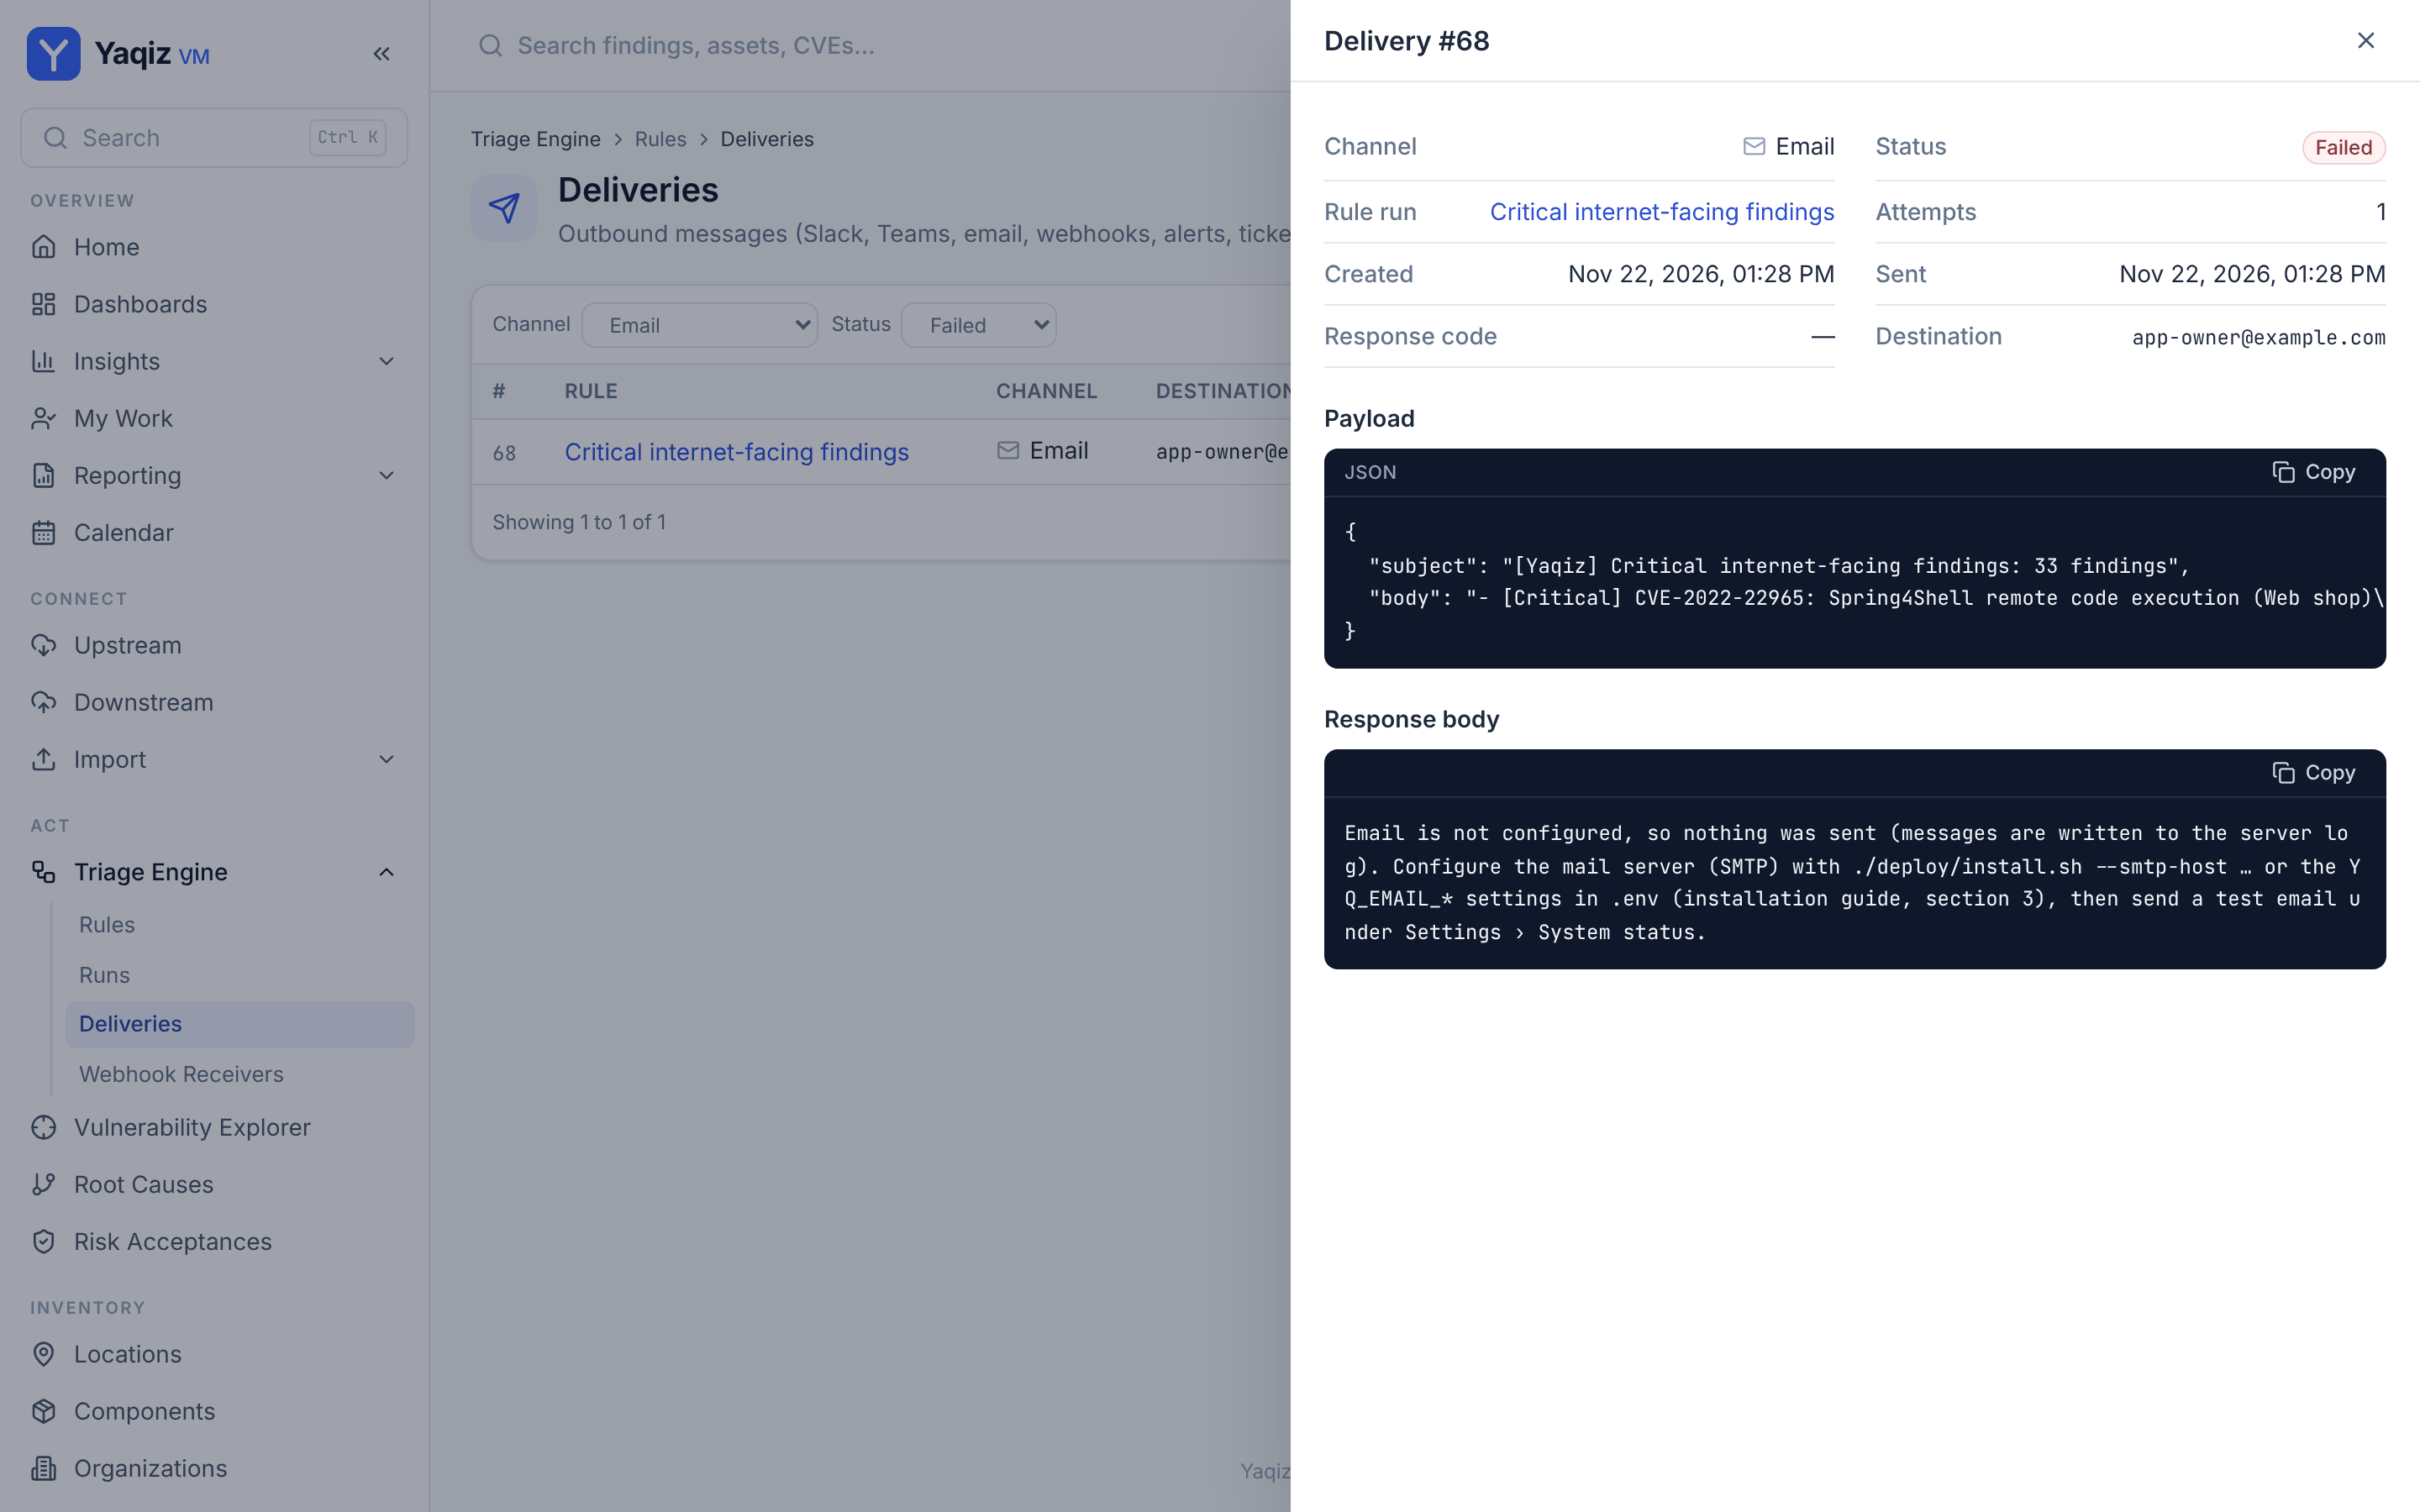 Yaqiz VM
Search
Ctrl K
OVERVIEW
Home
Dashboards
Insights
My Work
Reporting
Calendar
CONNECT
Upstream
Downstream
Import
ACT
Triage Engine
Rules
Runs
Deliveries
Webhook Receivers
Vulnerability Explorer
Root Causes
Risk Acceptances
INVENTORY
Locations
Components
Organizations
Search findings, assets, CVEs...
Triage Engine > Rules > Deliveries
Deliveries
Outbound messages (Slack, Teams, email, webhooks, alerts, ticke
Channel Email Status Failed
# RULE CHANNEL DESTINATION
68 Critical internet-facing findings Email app-owner@e
Showing 1 to 1 of 1
Yaqiz
Delivery #68
Channel Email Status Failed
Rule run Critical internet-facing findings Attempts 1
Created Nov 22, 2026, 01:28 PM Sent Nov 22, 2026, 01:28 PM
Response code — Destination app-owner@example.com
Payload
JSON Copy
{
"subject": "[Yaqiz] Critical internet-facing findings: 33 findings",
"body": "- [Critical] CVE-2022-22965: Spring4Shell remote code execution (Web shop)\
}
Response body
Copy
Email is not configured, so nothing was sent (messages are written to the server lo
g). Configure the mail server (SMTP) with ./deploy/install.sh --smtp-host … or the Y
Q_EMAIL_* settings in .env (installation guide, section 3), then send a test email u
nder Settings › System status.